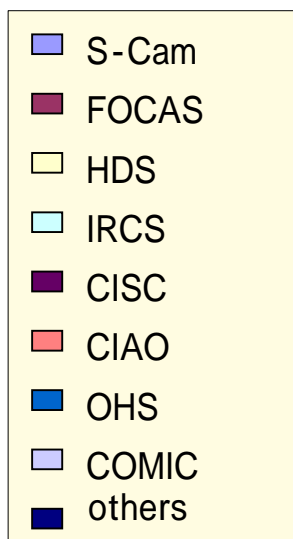 S-Cam
FOCAS
HDS
IRCS
CISC
CIAO
OHS
COMIC
others